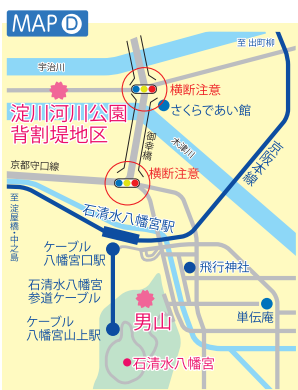 MAP D
至 出町柳
宇治川
横断注意
さくらであい館
淀川河川公園
背割堤地区
御幸橋
木津川
京阪本線
京都守口線
横断注意
至 淀屋橋・中之島
石清水八幡宮駅
ケーブル
八幡宮口駅
飛行神社
石清水八幡宮
参道ケーブル
男山
単伝庵
ケーブル
八幡宮山上駅
石清水八幡宮